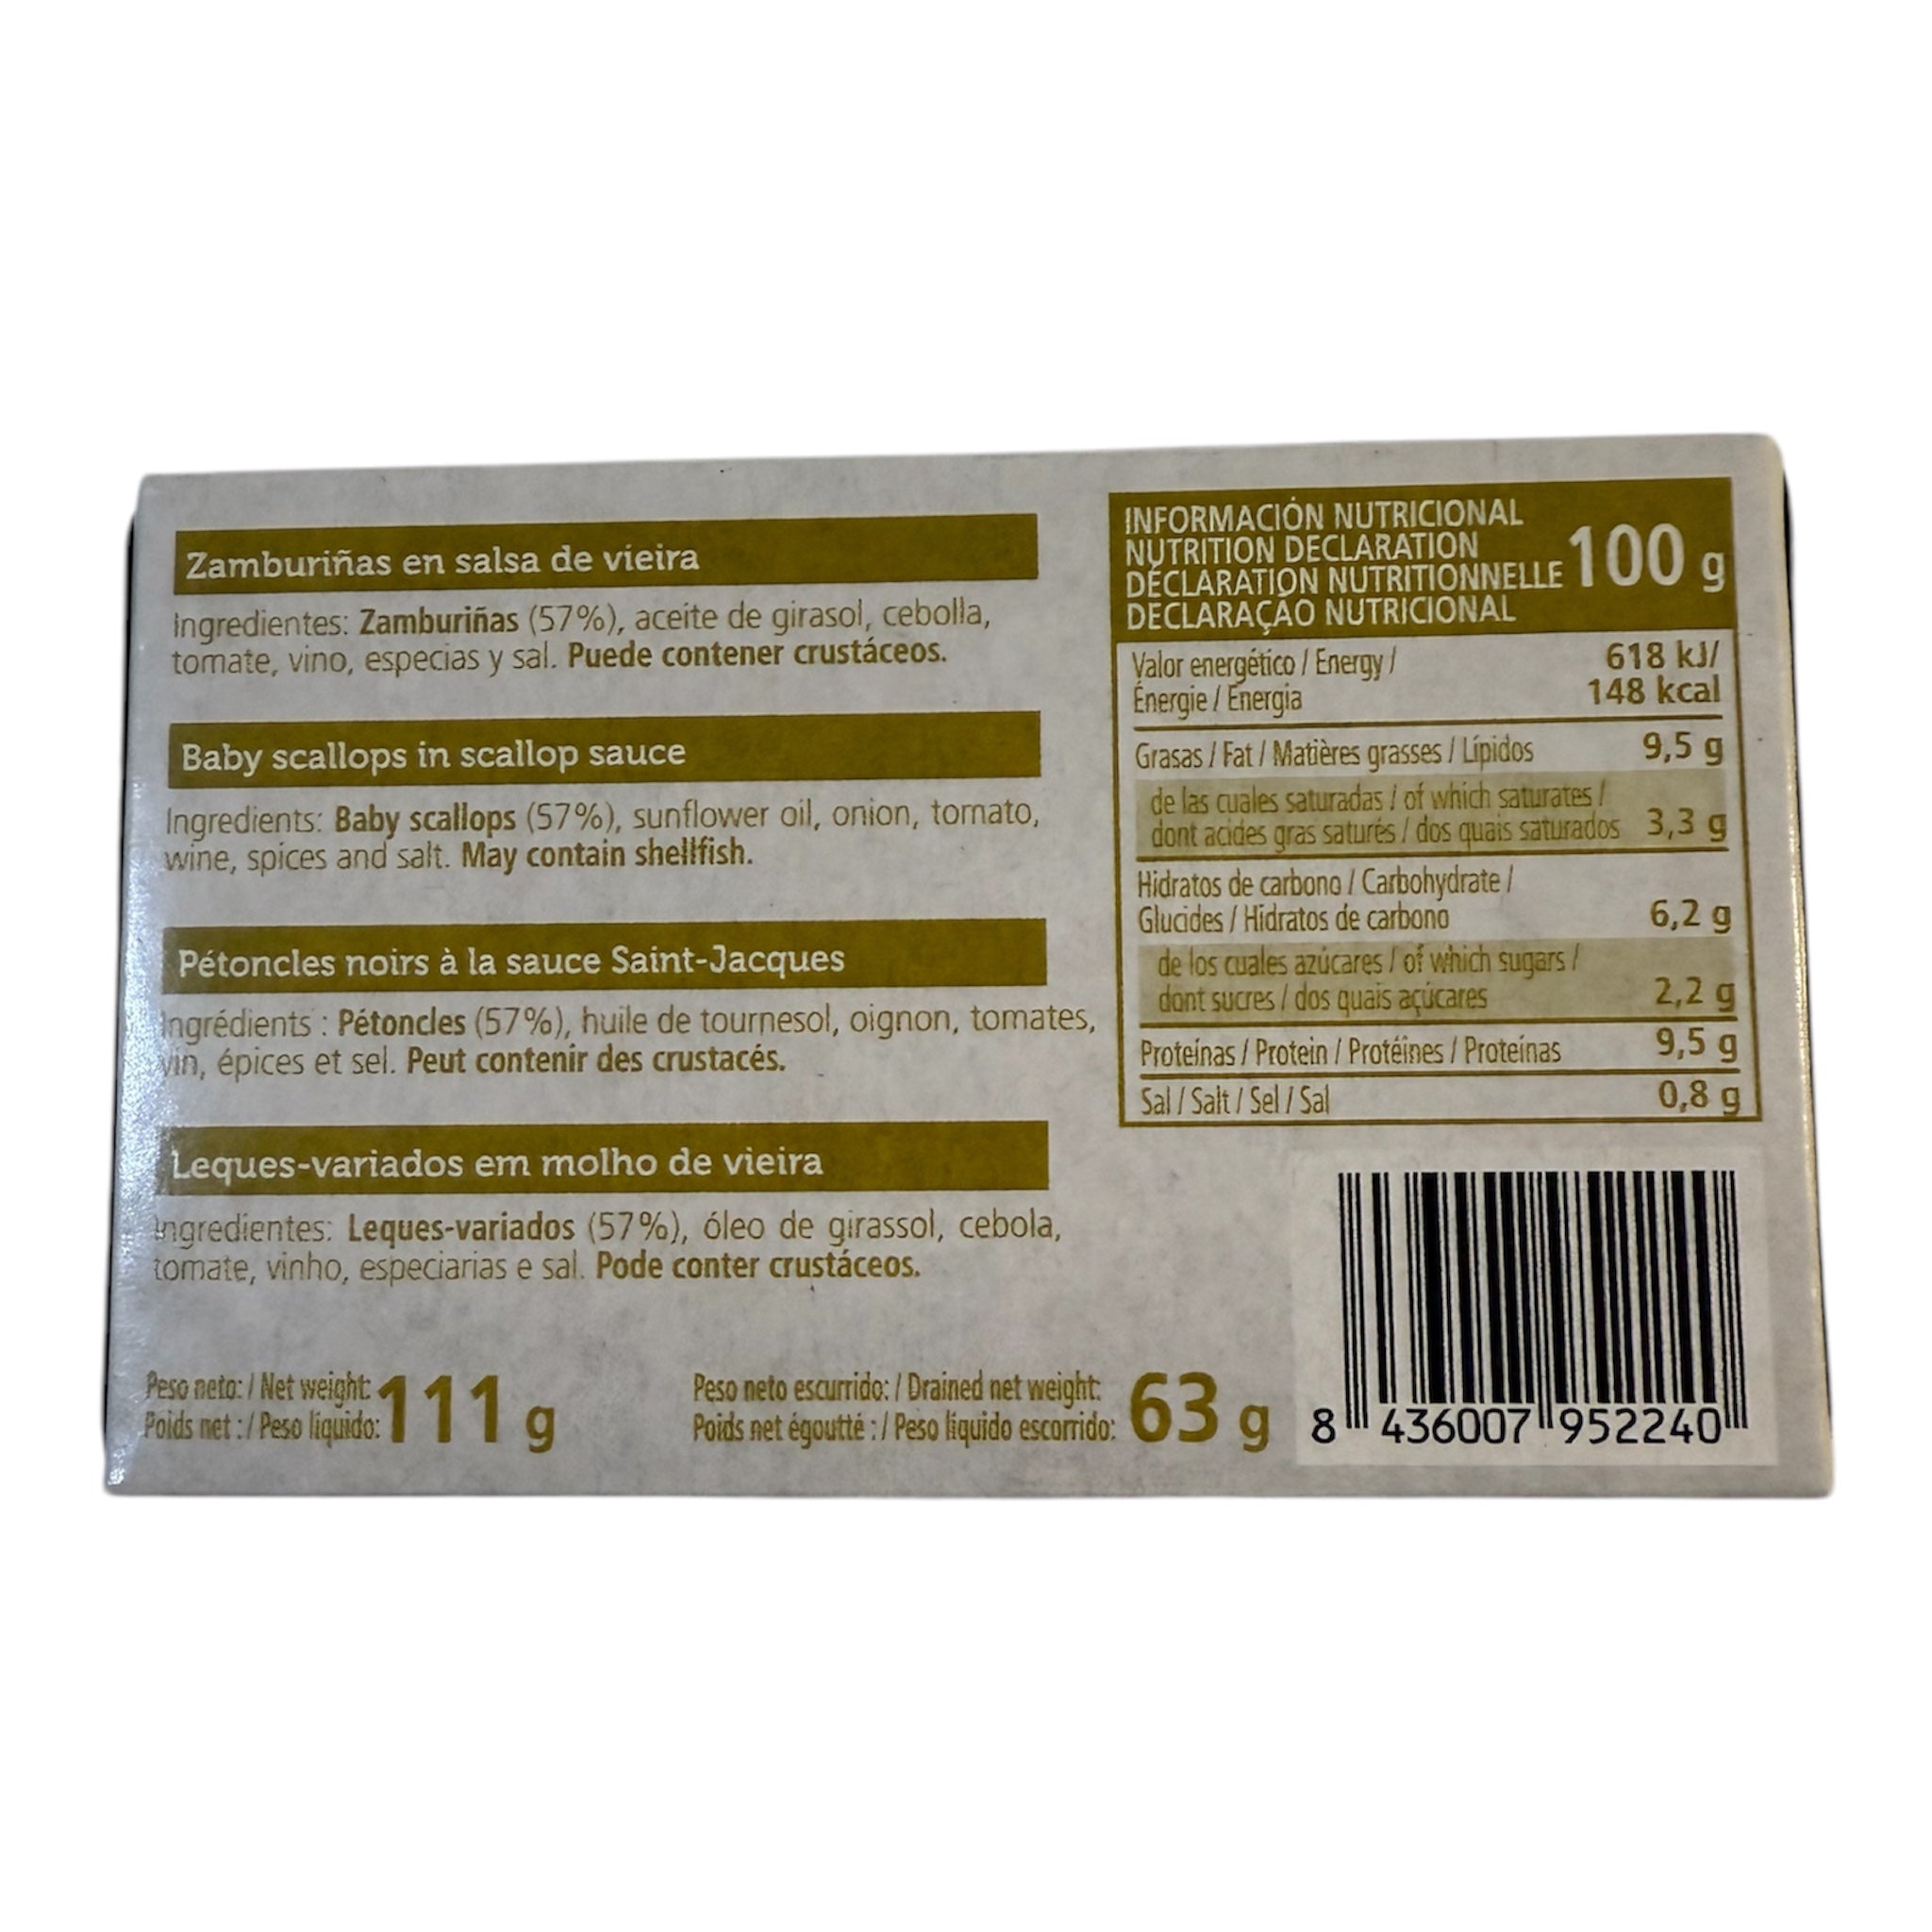 Zamburiñas en salsa de vieira
Ingredientes: Zamburiñas (57%), aceite de girasol, cebolla,
tomate, vino, especias y sal. Puede contener crustáceos.
Baby scallops in scallop sauce
Ingredients: Baby scallops (57%), sunflower oil, onion, tomato,
wine, spices and salt. May contain shellfish.
Pétoncles noirs à la sauce Saint-Jacques
Ingrédients : Pétoncles (57%), huile de tournesol, oignon, tomates,
vin, épices et sel. Peut contenir des crustacés.
Leques-variados em molho de vieira
Ingredientes: Leques-variados (57%), óleo de girassol, cebola,
tomate, vinho, especiarias e sal. Pode conter crustáceos.
Peso neto: / Net weight: 111 g
Poids net : / Peso líquido:
Peso neto escurrido: / Drained net weight: 63 g
Poids net égoutté : / Peso líquido escorrido:
INFORMACIÓN NUTRICIONAL
NUTRITION DECLARATION 100 g
DÉCLARATION NUTRITIONNELLE
DECLARAÇÃO NUTRICIONAL
Valor energético / Energy / 618 kJ/
Énergie / Energia 148 kcal
Grasas / Fat / Matières grasses / Lípidos 9,5 g
de las cuales saturadas / of which saturates /
dont acides gras saturés / dos quais saturados 3,3 g
Hidratos de carbono / Carbohydrate /
Glucides / Hidratos de carbono 6,2 g
de los cuales azúcares / of which sugars /
dont sucres / dos quais açúcares 2,2 g
Proteínas / Protein / Protéines / Proteínas 9,5 g
Sal / Salt / Sel / Sal 0,8 g
8 436007 952240